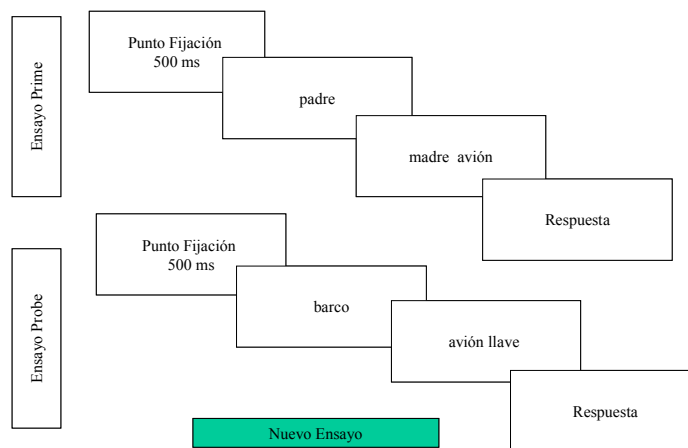 Ensayo Prime
Punto Fijación
500 ms
padre
madre avión
Respuesta
Ensayo Probe
Punto Fijación
500 ms
barco
avión llave
Respuesta
Nuevo Ensayo